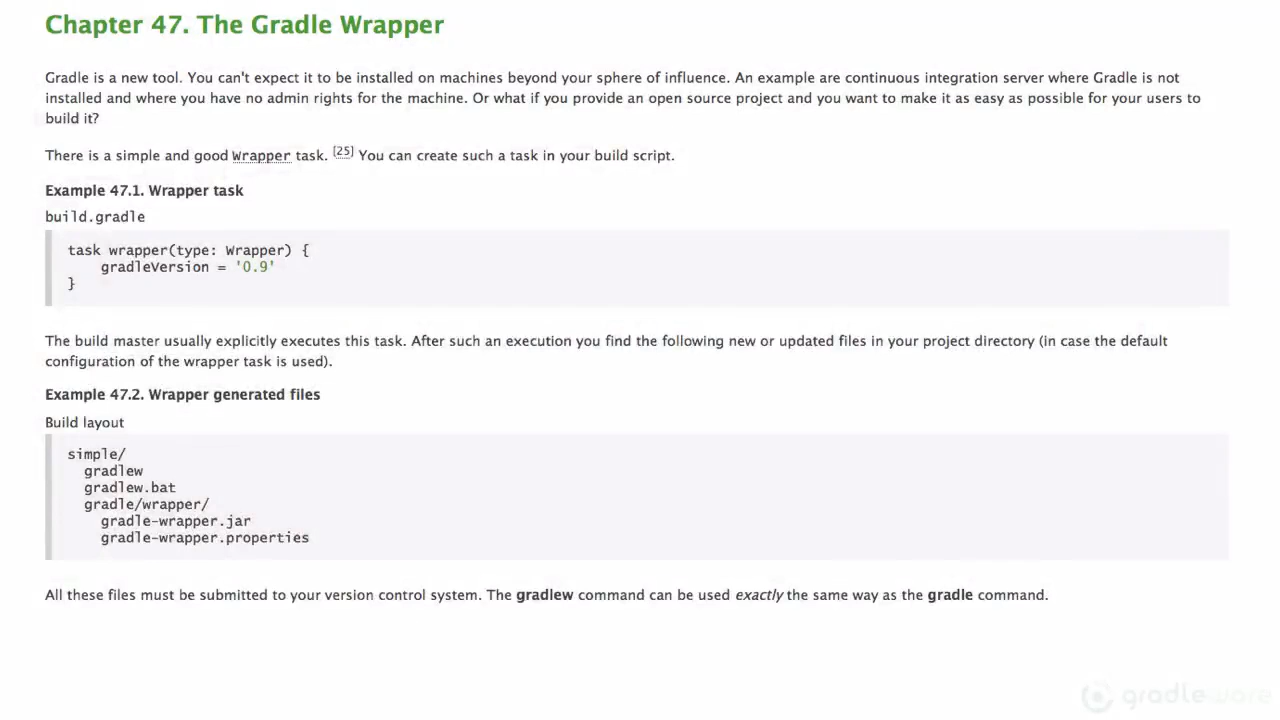 Chapter 47. The Gradle Wrapper
Gradle is a new tool. You can't expect it to be installed on machines beyond your sphere of influence. An example are continuous integration server where Gradle is not
installed and where you have no admin rights for the machine. Or what if you provide an open source project and you want to make it as easy as possible for your users to
build it?
There is a simple and good Wrapper task. [25] You can create such a task in your build script.
Example 47.1. Wrapper task
build.gradle
task wrapper(type: Wrapper) {
    gradleVersion = '0.9'
}
The build master usually explicitly executes this task. After such an execution you find the following new or updated files in your project directory (in case the default
configuration of the wrapper task is used).
Example 47.2. Wrapper generated files
Build layout
simple/
  gradlew
  gradlew.bat
  gradle/wrapper/
    gradle-wrapper.jar
    gradle-wrapper.properties
All these files must be submitted to your version control system. The gradlew command can be used exactly the same way as the gradle command.
gradleware